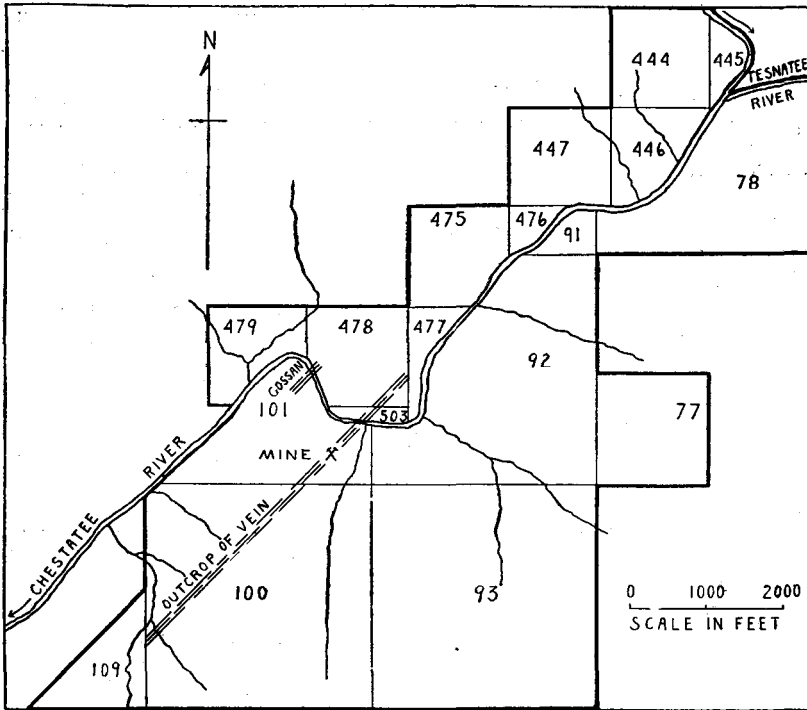 N
444
445
TESNATEE
RIVER
447
446
78
475
476
91
479
478
477
92
GOSSAN
101
503
77
MINE
RIVER
CHESTATEE
OUTCROP OF VEIN
100
93
0 1000 2000
SCALE IN FEET
109